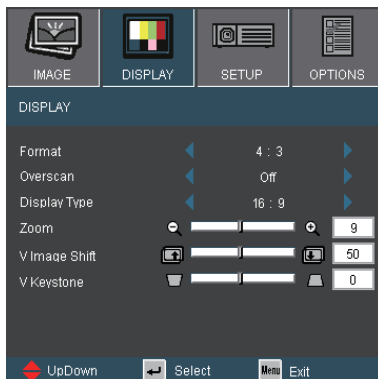 IMAGE DISPLAY SETUP OPTIONS
DISPLAY
Format 4 : 3
Overscan Off
Display Type 16 : 9
Zoom 9
V Image Shift 50
V Keystone 0
UpDown Select Menu Exit